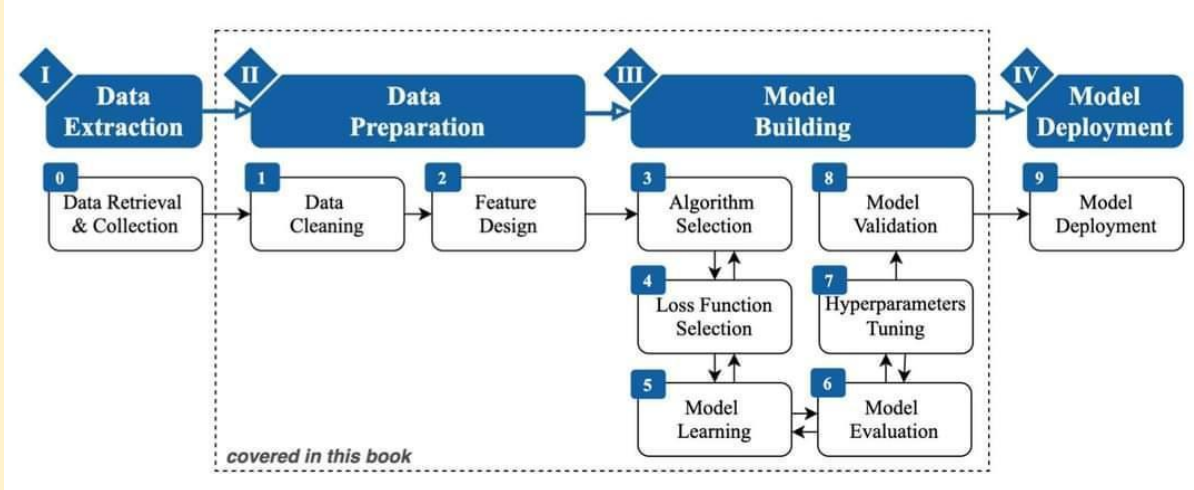 I
Data
Extraction
II
Data
Preparation
III
Model
Building
IV
Model
Deployment
0
Data Retrieval
& Collection
1
Data
Cleaning
2
Feature
Design
3
Algorithm
Selection
8
Model
Validation
9
Model
Deployment
4
Loss Function
Selection
7
Hyperparameters
Tuning
5
Model
Learning
6
Model
Evaluation
covered in this book